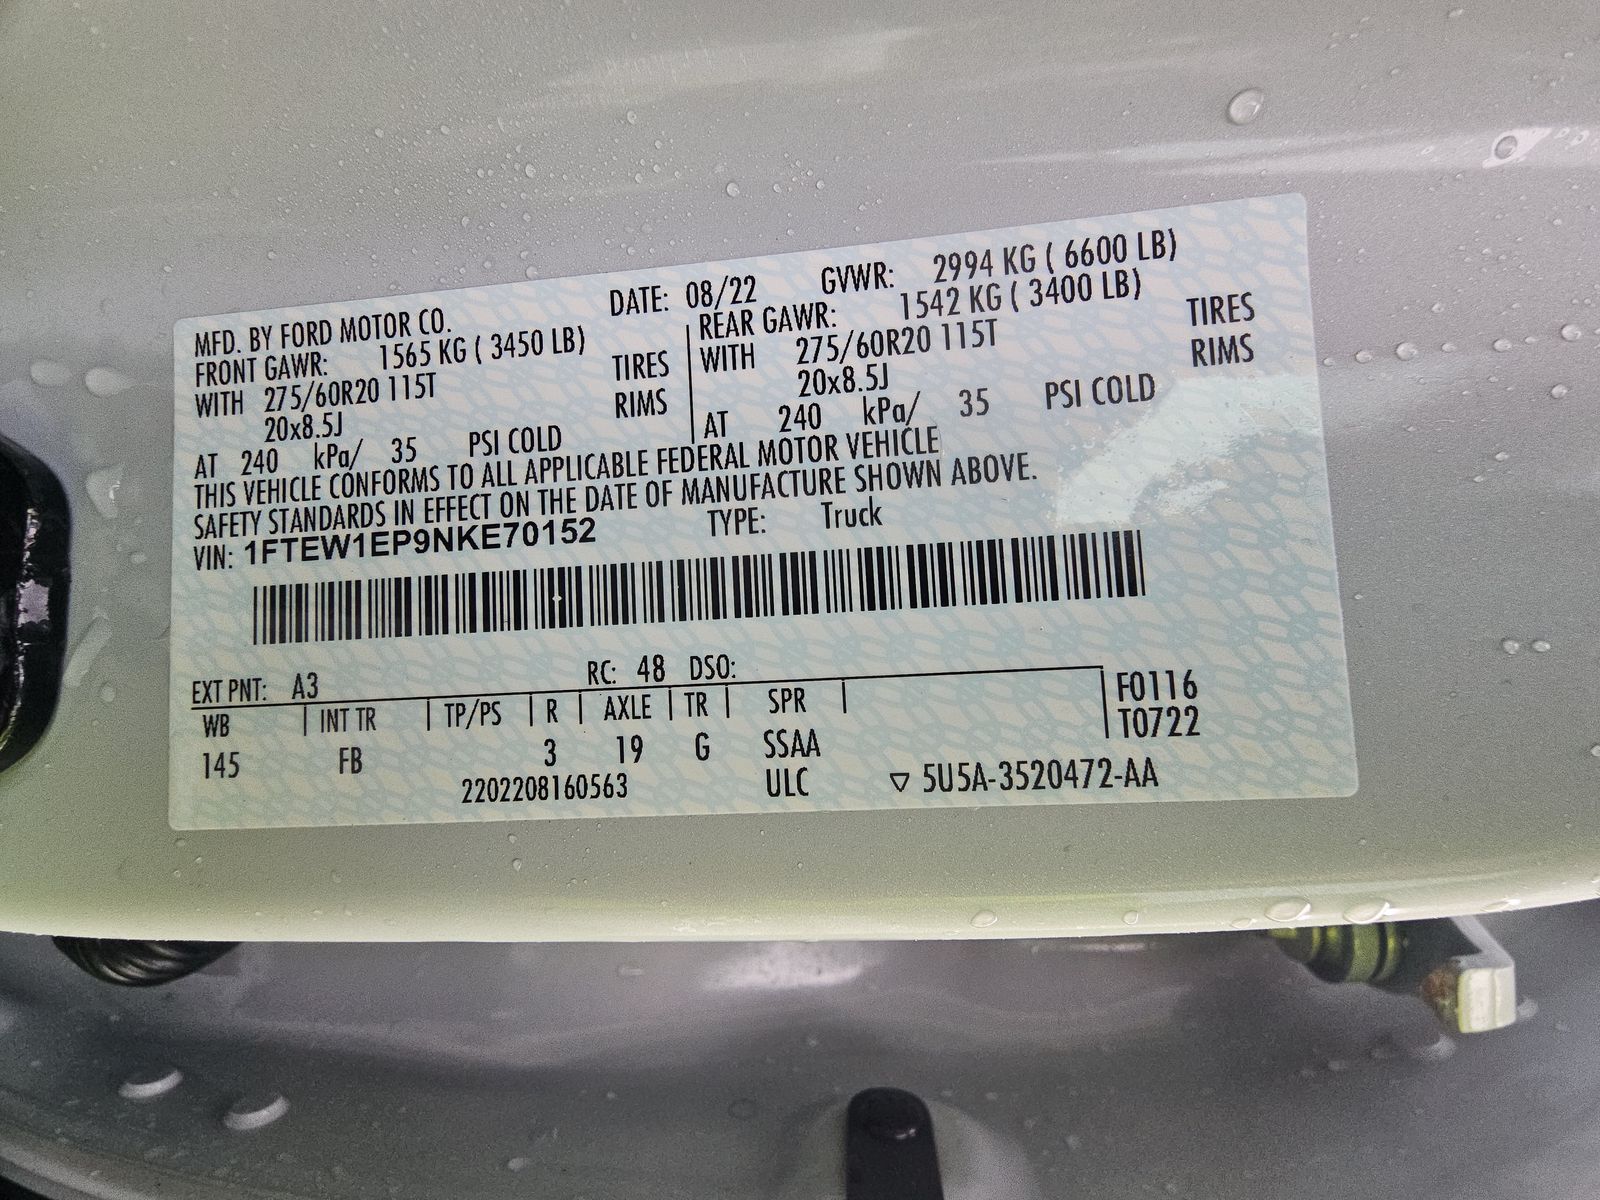 MFD. BY FORD MOTOR CO. DATE: 08/22 GVWR: 2994 KG ( 6600 LB)
FRONT GAWR: 1565 KG ( 3450 LB) REAR GAWR: 1542 KG ( 3400 LB)
WITH 275/60R20 115T TIRES WITH 275/60R20 115T TIRES
20x8.5J RIMS 20x8.5J RIMS
AT 240 kPa/ 35 PSI COLD AT 240 kPa/ 35 PSI COLD
THIS VEHICLE CONFORMS TO ALL APPLICABLE FEDERAL MOTOR VEHICLE
SAFETY STANDARDS IN EFFECT ON THE DATE OF MANUFACTURE SHOWN ABOVE.
VIN: 1FTEW1EP9NKE70152 TYPE: Truck
EXT PNT: A3 RC: 48 DSO:
WB INT TR TP/PS R AXLE TR SPR F0116
T0722
145 FB 3 19 G SSAA
2202208160563 ULC ▽ 5U5A-3520472-AA